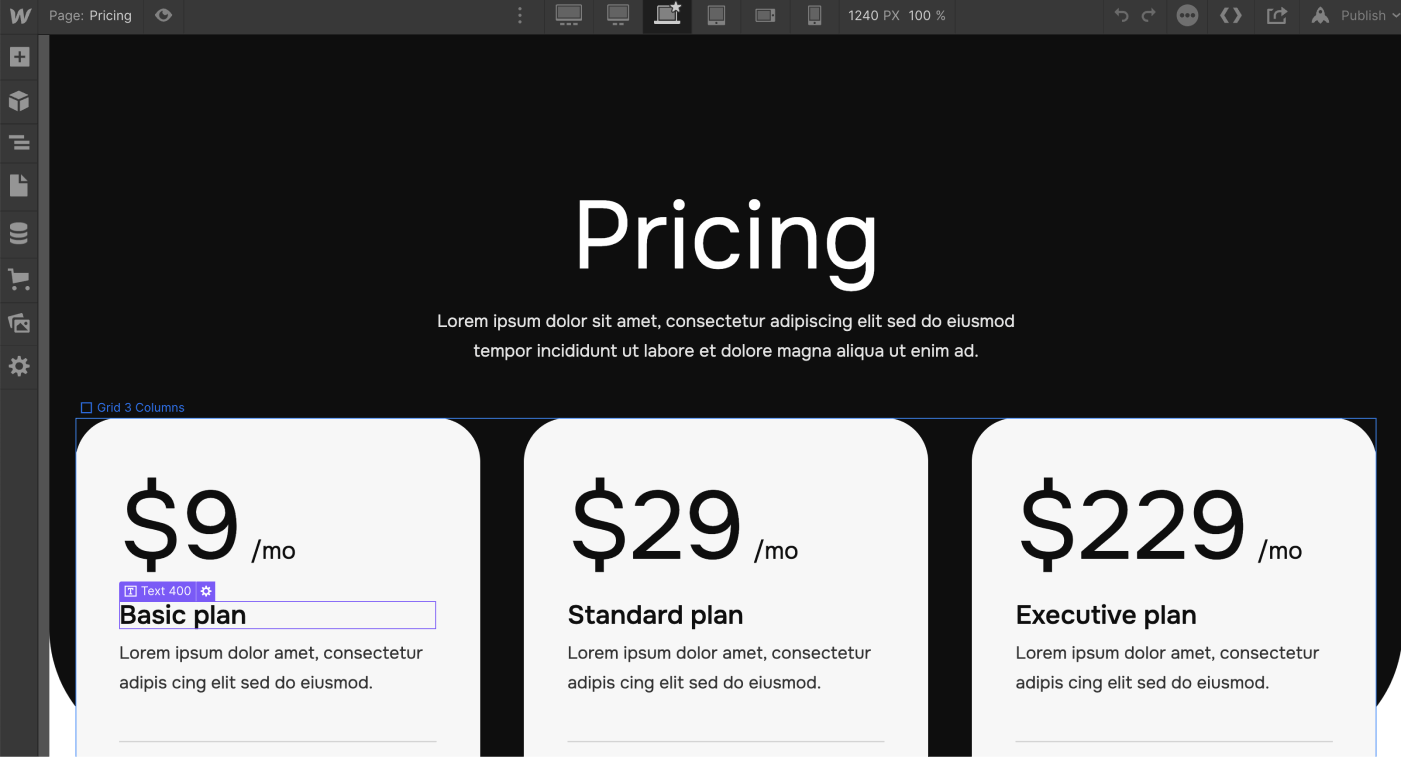 Page: Pricing
1240 PX 100 %
Publish
Pricing
Lorem ipsum dolor sit amet, consectetur adipiscing elit sed do eiusmod
tempor incididunt ut labore et dolore magna aliqua ut enim ad.
Grid 3 Columns
$9 /mo
Text 400
Basic plan
Lorem ipsum dolor amet, consectetur
adipis cing elit sed do eiusmod.
$29 /mo
Standard plan
Lorem ipsum dolor amet, consectetur
adipis cing elit sed do eiusmod.
$229 /mo
Executive plan
Lorem ipsum dolor amet, consectetur
adipis cing elit sed do eiusmod.